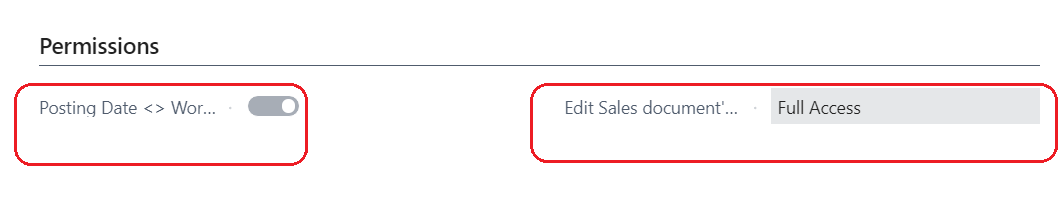 Permissions
Posting Date <> Wor...
Edit Sales document'... Full Access